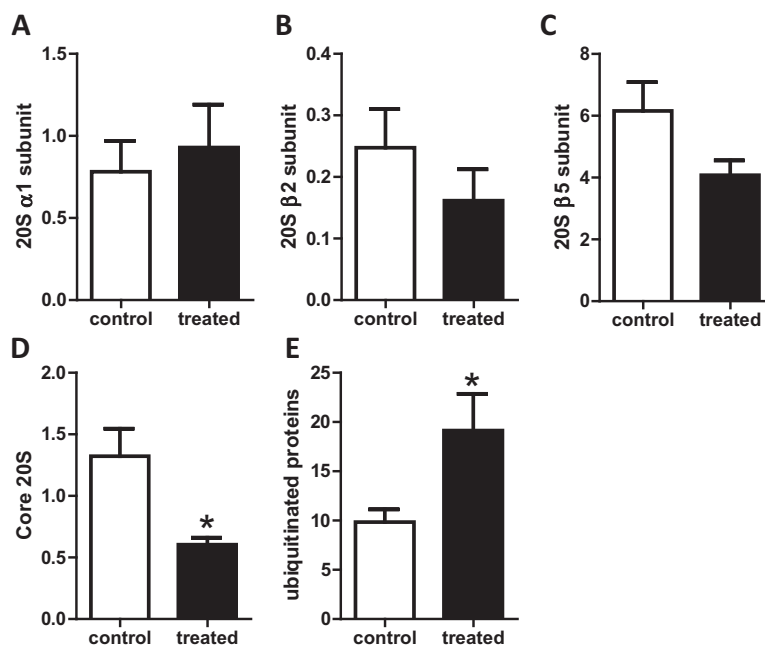 A
20S α1 subunit
1.5
1.0
0.5
0.0
control treated
B
20S β2 subunit
0.4
0.3
0.2
0.1
0.0
control treated
C
20S β5 subunit
8
6
4
2
0
control treated
D
Core 20S
2.0
1.5
1.0
0.5
0.0
*
control treated
E
ubiquitinated proteins
25
20
15
10
5
0
*
control treated